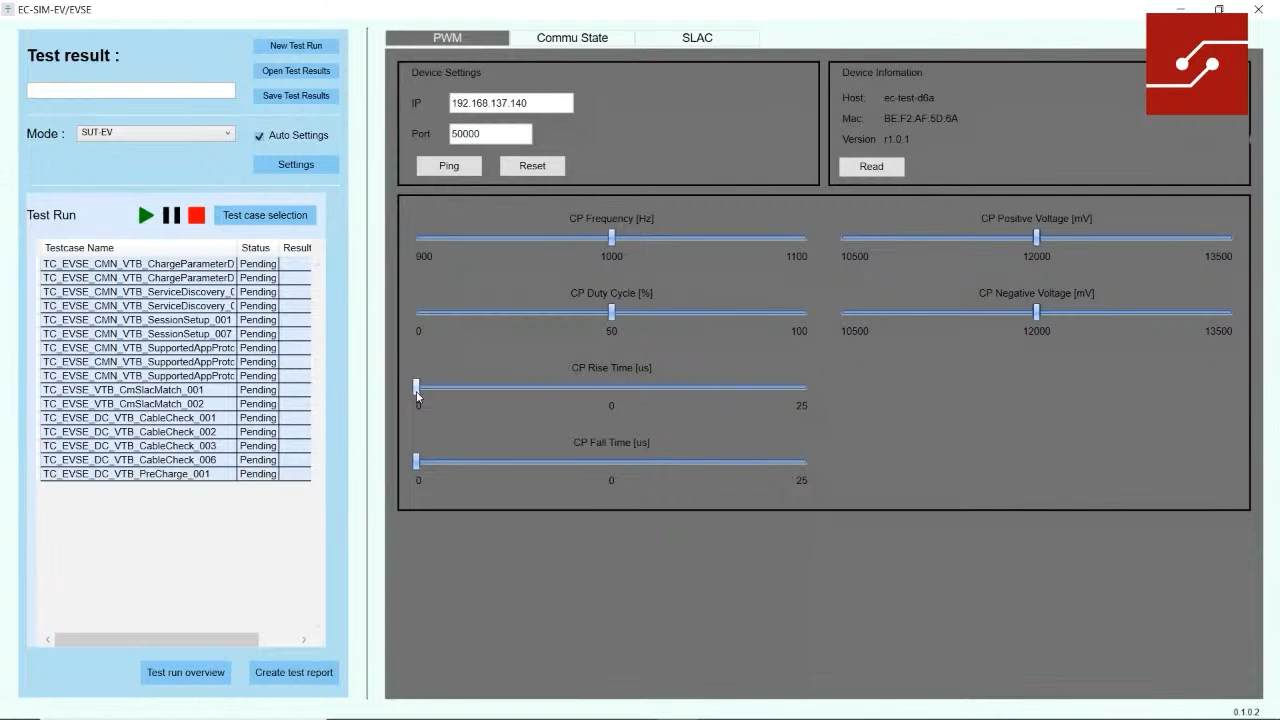 EC-SIM-EV/EVSE
Test result :
New Test Run
Open Test Results
Save Test Results
Mode :
SUT-EV
Auto Settings
Settings
Test Run
Test case selection
Testcase Name Status Result
TC_EVSE_CMN_VTB_ChargeParameterD Pending
TC_EVSE_CMN_VTB_ChargeParameterD Pending
TC_EVSE_CMN_VTB_ServiceDiscovery_( Pending
TC_EVSE_CMN_VTB_ServiceDiscovery_( Pending
TC_EVSE_CMN_VTB_SessionSetup_001 Pending
TC_EVSE_CMN_VTB_SessionSetup_007 Pending
TC_EVSE_CMN_VTB_SupportedAppProtc Pending
TC_EVSE_CMN_VTB_SupportedAppProtc Pending
TC_EVSE_CMN_VTB_SupportedAppProtc Pending
TC_EVSE_VTB_CmSlacMatch_001 Pending
TC_EVSE_VTB_CmSlacMatch_002 Pending
TC_EVSE_DC_VTB_CableCheck_001 Pending
TC_EVSE_DC_VTB_CableCheck_002 Pending
TC_EVSE_DC_VTB_CableCheck_003 Pending
TC_EVSE_DC_VTB_CableCheck_006 Pending
TC_EVSE_DC_VTB_PreCharge_001 Pending
Test run overview
Create test report
PWM
Commu State
SLAC
Device Settings
IP 192.168.137.140
Port 50000
Ping
Reset
Device Infomation
Host: ec-test-d6a
Mac: BE.F2.AF.5D.6A
Version r1.0.1
Read
CP Frequency [Hz]
900 1000 1100
CP Positive Voltage [mV]
10500 12000 13500
CP Duty Cycle [%]
0 50 100
CP Negative Voltage [mV]
10500 12000 13500
CP Rise Time [us]
0 0 25
CP Fall Time [us]
0 0 25
0.1.0.2